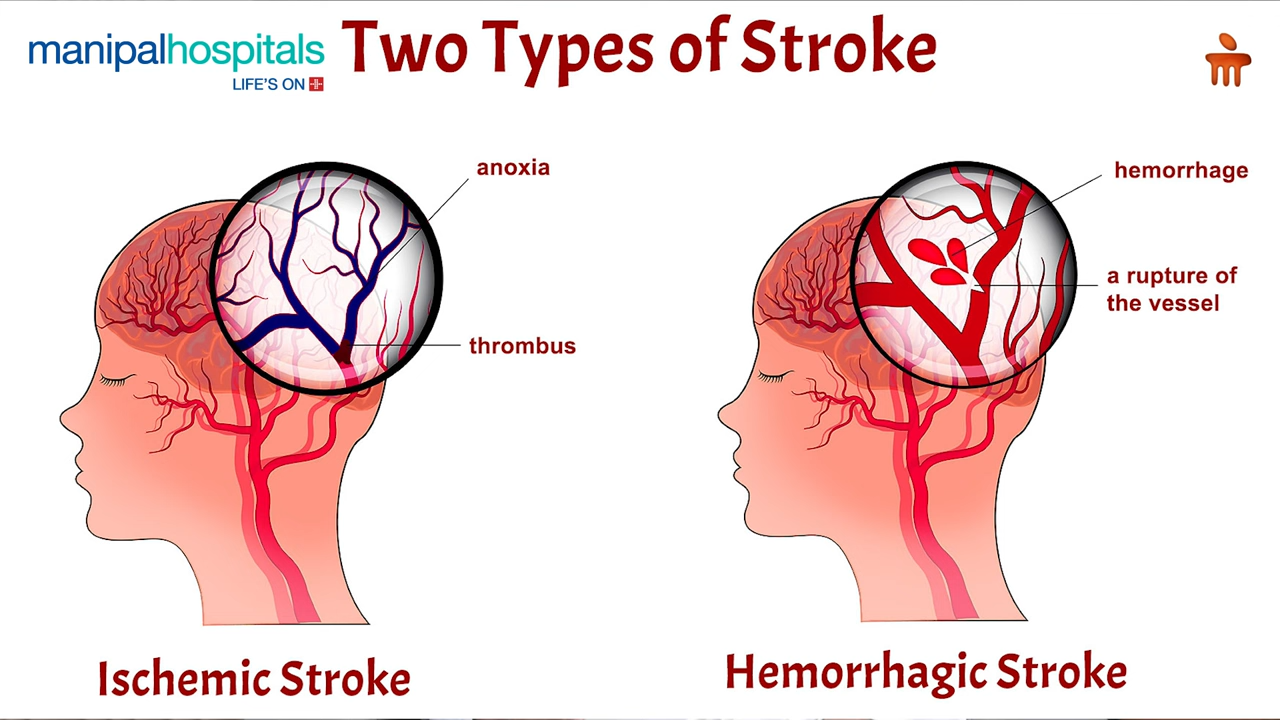 manipalhospitals
LIFE'S ON
Two Types of Stroke
anoxia
thrombus
hemorrhage
a rupture of
the vessel
Ischemic Stroke
Hemorrhagic Stroke